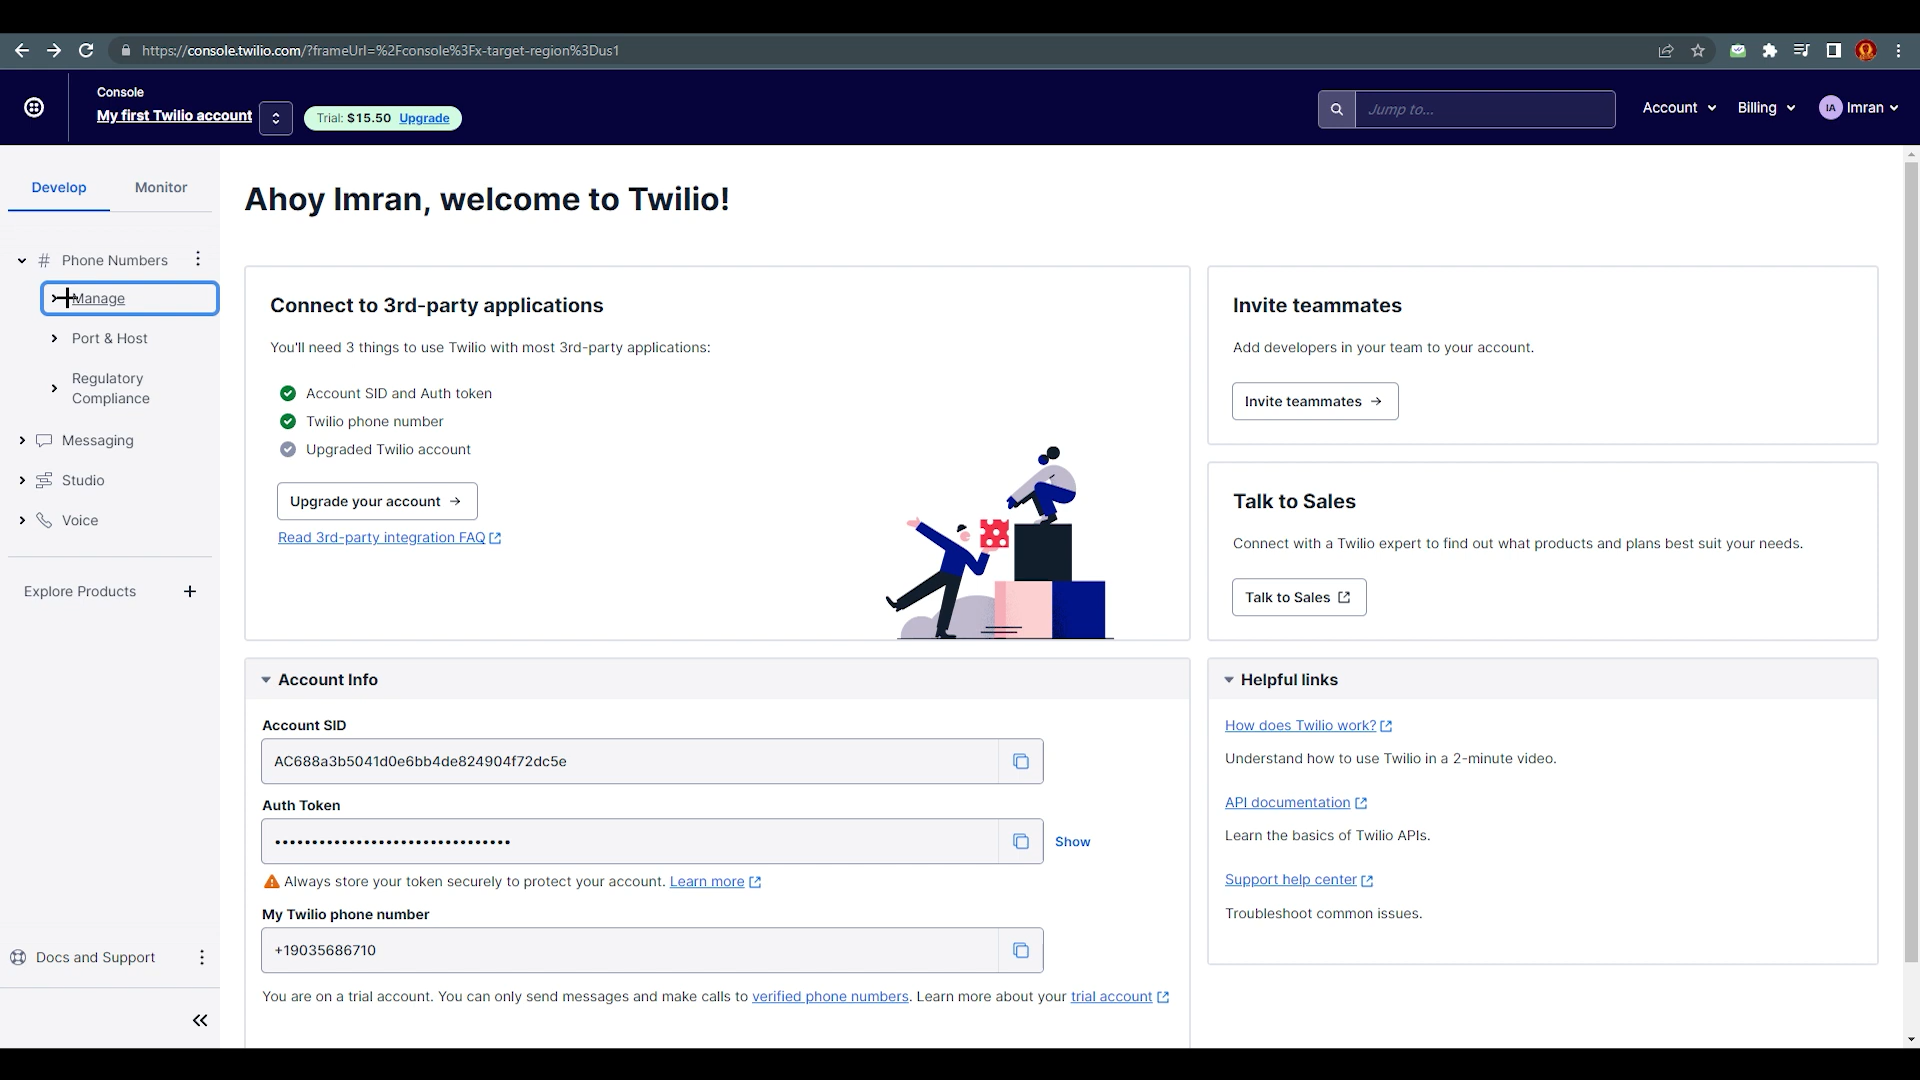 https://console.twilio.com/?frameUrl=%2Fconsole%3Fx-target-region%3Dus1
Console
My first Twilio account
Trial: $15.50 Upgrade
Jump to...
Account
Billing
IA
Imran
Develop
Monitor
# Phone Numbers
Manage
Port & Host
Regulatory
Compliance
Messaging
Studio
Voice
Explore Products +
Docs and Support
Ahoy Imran, welcome to Twilio!
Connect to 3rd-party applications
You'll need 3 things to use Twilio with most 3rd-party applications:
Account SID and Auth token
Twilio phone number
Upgraded Twilio account
Upgrade your account →
Read 3rd-party integration FAQ
Invite teammates
Add developers in your team to your account.
Invite teammates →
Talk to Sales
Connect with a Twilio expert to find out what products and plans best suit your needs.
Talk to Sales
Account Info
Account SID
AC688a3b5041d0e6bb4de824904f72dc5e
Auth Token
••••••••••••••••••••••••••••••••
Show
Always store your token securely to protect your account. Learn more
My Twilio phone number
+19035686710
You are on a trial account. You can only send messages and make calls to verified phone numbers. Learn more about your trial account
Helpful links
How does Twilio work?
Understand how to use Twilio in a 2-minute video.
API documentation
Learn the basics of Twilio APIs.
Support help center
Troubleshoot common issues.